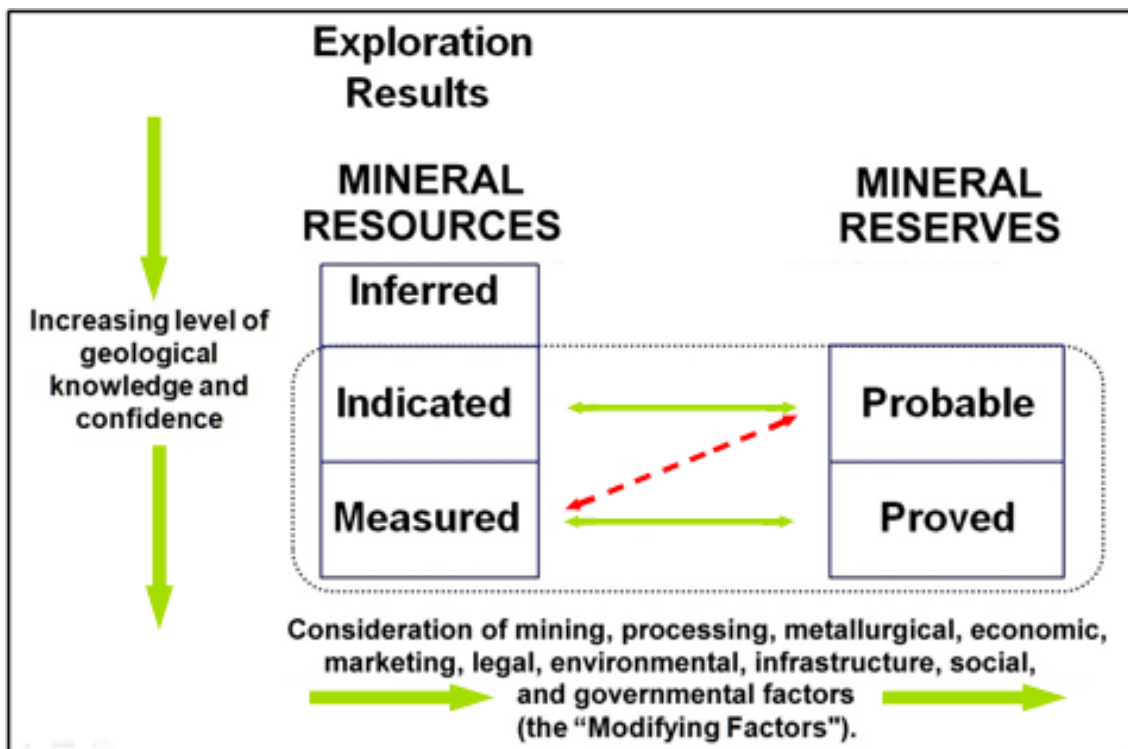 Exploration
Results
MINERAL
RESOURCES
MINERAL
RESERVES
Inferred
Increasing level of
geological
knowledge and
confidence
Indicated
Probable
Measured
Proved
Consideration of mining, processing, metallurgical, economic,
marketing, legal, environmental, infrastructure, social,
and governmental factors
(the “Modifying Factors").